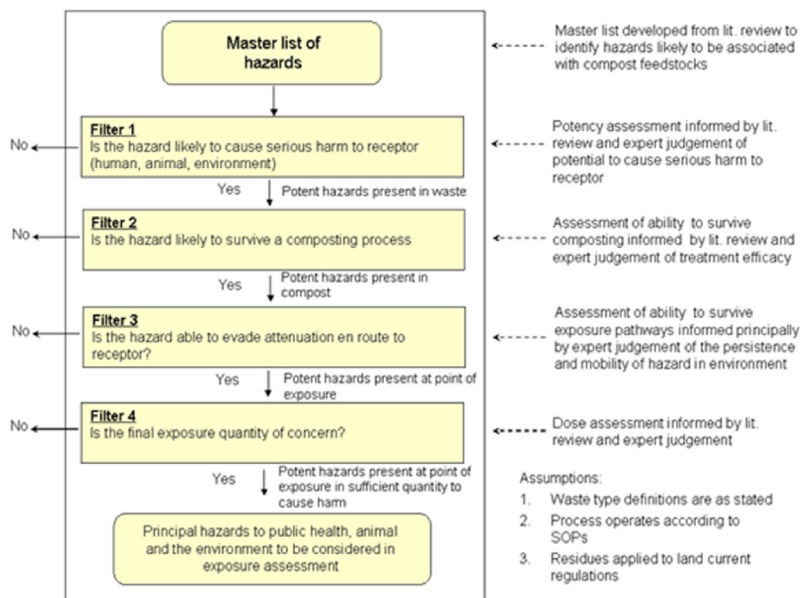 Master list of
hazards
Master list developed from lit. review to
identify hazards likely to be associated
with compost feedstocks
Filter 1
Is the hazard likely to cause serious harm to receptor
(human, animal, environment)
No
Potency assessment informed by lit.
review and expert judgement of
potential to cause serious harm to
receptor
Yes
Potent hazards present in waste
Filter 2
Is the hazard likely to survive a composting process
No
Assessment of ability to survive
composting informed by lit. review and
expert judgement of treatment efficacy
Yes
Potent hazards present in
compost
Filter 3
Is the hazard able to evade attenuation en route to
receptor?
No
Assessment of ability to survive
exposure pathways informed principally
by expert judgement of the persistence
and mobility of hazard in environment
Yes
Potent hazards present at point of
exposure
Filter 4
Is the final exposure quantity of concern?
No
Dose assessment informed by lit.
review and expert judgement
Yes
Potent hazards present at point of
exposure in sufficient quantity to
cause harm
Principal hazards to public health, animal
and the environment to be considered in
exposure assessment
Assumptions:
1. Waste type definitions are as stated
2. Process operates according to
SOPs
3. Residues applied to land current
regulations